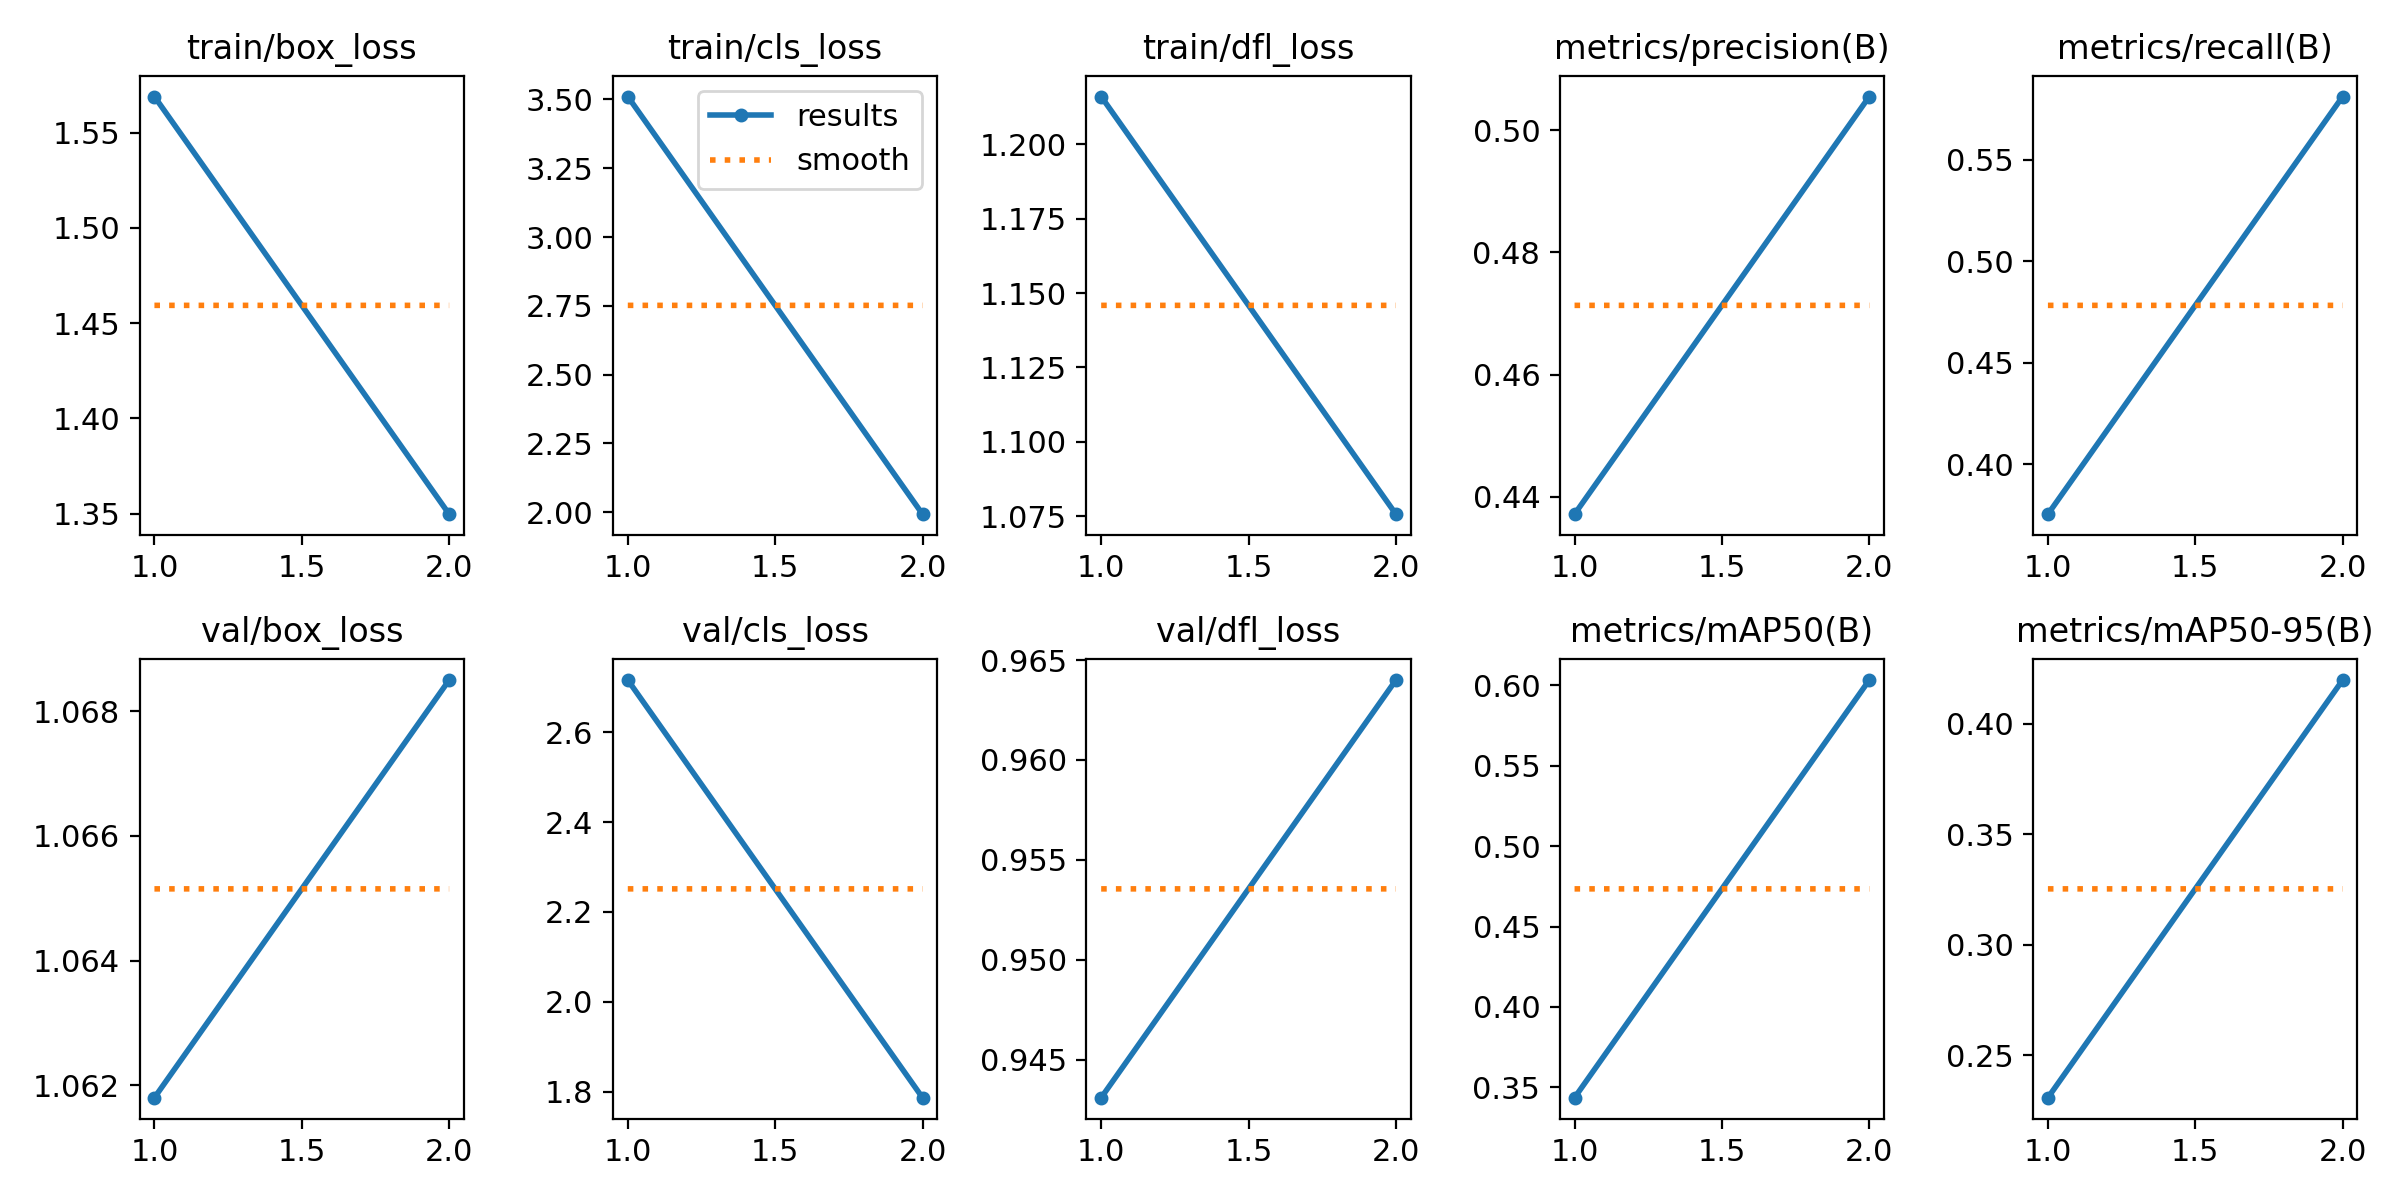 train/box_loss
1.55
1.50
1.45
1.40
1.35
1.0 1.5 2.0
train/cls_loss
results
smooth
3.50
3.25
3.00
2.75
2.50
2.25
2.00
1.0 1.5 2.0
train/dfl_loss
1.200
1.175
1.150
1.125
1.100
1.075
1.0 1.5 2.0
metrics/precision(B)
0.50
0.48
0.46
0.44
1.0 1.5 2.0
metrics/recall(B)
0.55
0.50
0.45
0.40
1.0 1.5 2.0
val/box_loss
1.068
1.066
1.064
1.062
1.0 1.5 2.0
val/cls_loss
2.6
2.4
2.2
2.0
1.8
1.0 1.5 2.0
val/dfl_loss
0.965
0.960
0.955
0.950
0.945
1.0 1.5 2.0
metrics/mAP50(B)
0.60
0.55
0.50
0.45
0.40
0.35
1.0 1.5 2.0
metrics/mAP50-95(B)
0.40
0.35
0.30
0.25
1.0 1.5 2.0